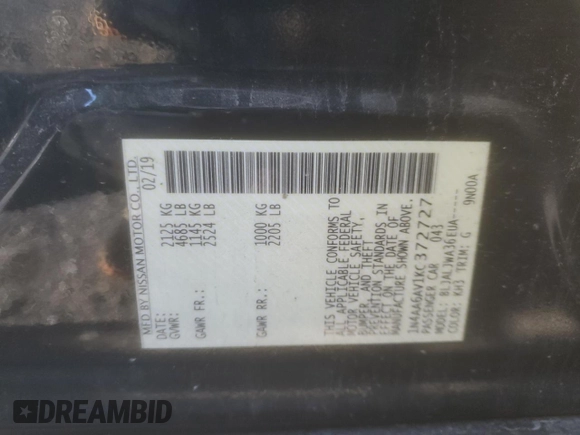 MFD BY NISSAN MOTOR CO., LTD.
DATE: 02/19
GVWR: 2125 KG
4685 LB
GAWR FR.: 1145 KG
2524 LB
GAWR RR.: 1000 KG
2205 LB
THIS VEHICLE CONFORMS TO
ALL APPLICABLE FEDERAL
MOTOR VEHICLE SAFETY,
BUMPER, AND THEFT
PREVENTION STANDARDS IN
EFFECT ON THE DATE OF
MANUFACTURE SHOWN ABOVE.
1N4AA6AV1KC372727
PASSENGER CAR 043
MODEL: BLJALJWA36EUA---
COLOR: KH3 TRIM: G 9N00A
DREAMBID